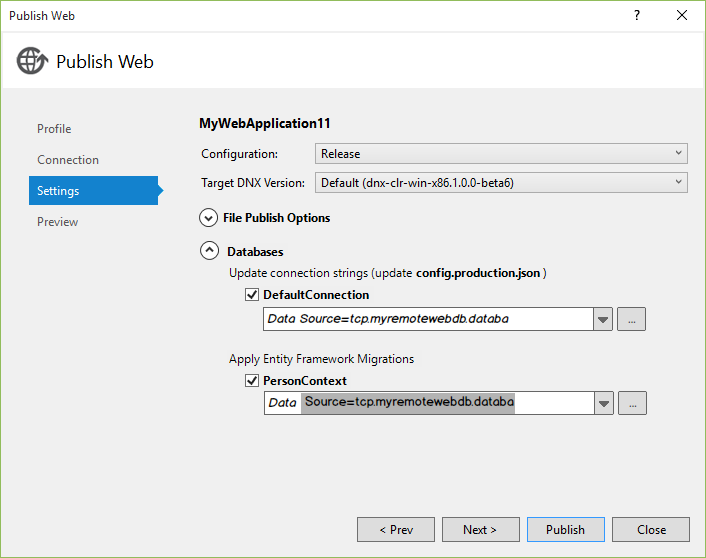 Publish Web
?
Publish Web
Profile
Connection
Settings
Preview
MyWebApplication11
Configuration: Release
Target DNX Version: Default (dnx-clr-win-x86.1.0.0-beta6)
File Publish Options
Databases
Update connection strings (update config.production.json )
DefaultConnection
Data Source=tcp.myremotewebdb.databa
...
Apply Entity Framework Migrations
PersonContext
Data Source=tcp.myremotewebdb.databa
...
< Prev Next > Publish Close